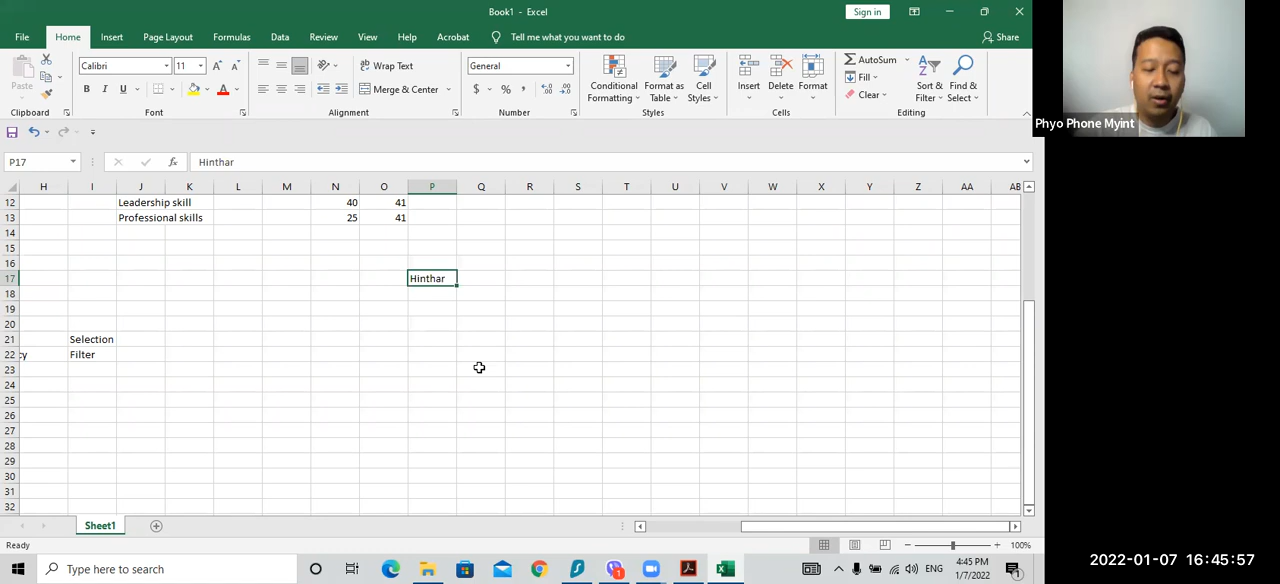 Book1 - Excel
Sign in
File Home Insert Page Layout Formulas Data Review View Help Acrobat Tell me what you want to do Share
Calibri 11 Wrap Text General AutoSum
Paste B I U Merge & Center $ % , Conditional Formatting Format as Table Cell Styles Insert Delete Format Fill Clear Sort & Filter Find & Select
Clipboard Font Alignment Number Styles Cells Editing
Phyo Phone Myint
P17 fx Hinthar
H I J K L M N O P Q R S T U V W X Y Z AA AB
12 Leadership skill 40 41
13 Professional skills 25 41
14
15
16
17 Hinthar
18
19
20
21 Selection
22 cy Filter
23
24
25
26
27
28
29
30
31
32
Sheet1
Ready 100%
Type here to search 1 ENG 4:45 PM 1
1/7/2022
2022-01-07 16:45:57